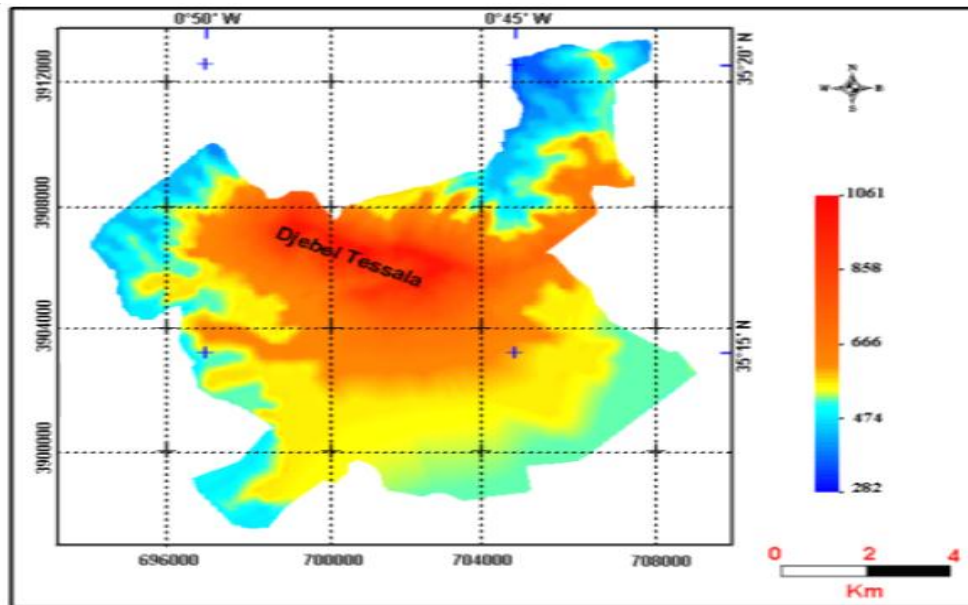 0°50' W 0°45' W
3912000
3908000
3904000
3900000
35°20' N
35°15' N
Djebel Tessala
696000 700000 704000 708000
N
W E
S
1061
858
666
474
282
0 2 4
Km